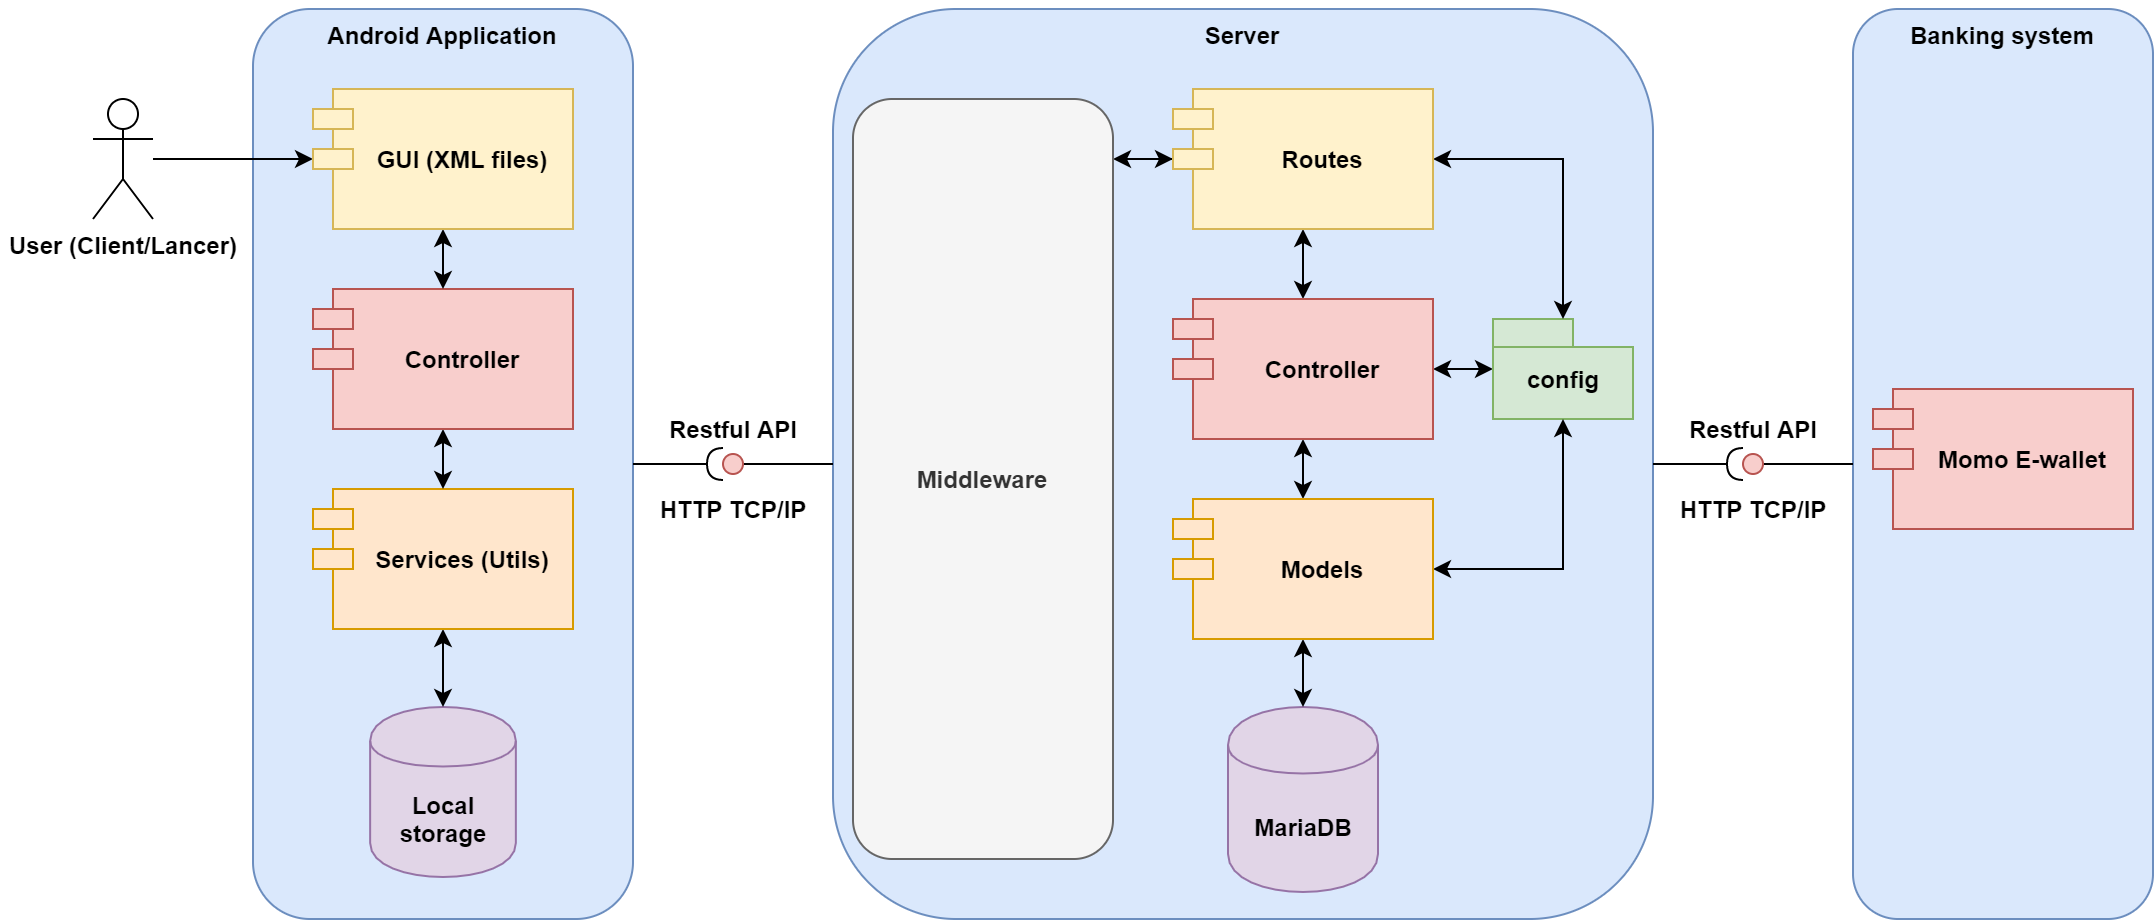 Android Application
Server
Banking system
GUI (XML files)
Routes
User (Client/Lancer)
Controller
Controller
config
Restful API
HTTP TCP/IP
Middleware
Restful API
HTTP TCP/IP
Momo E-wallet
Services (Utils)
Models
Local
storage
MariaDB